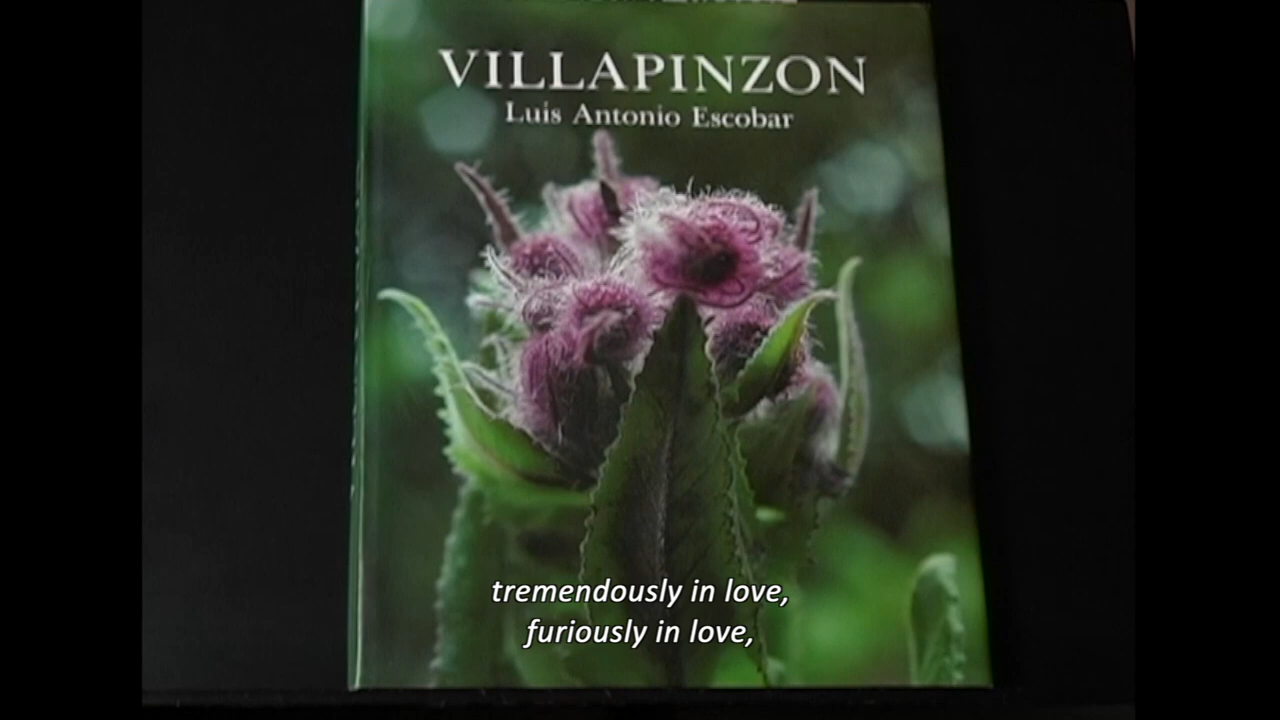 VILLAPINZON
Luis Antonio Escobar
tremendously in love,
furiously in love,